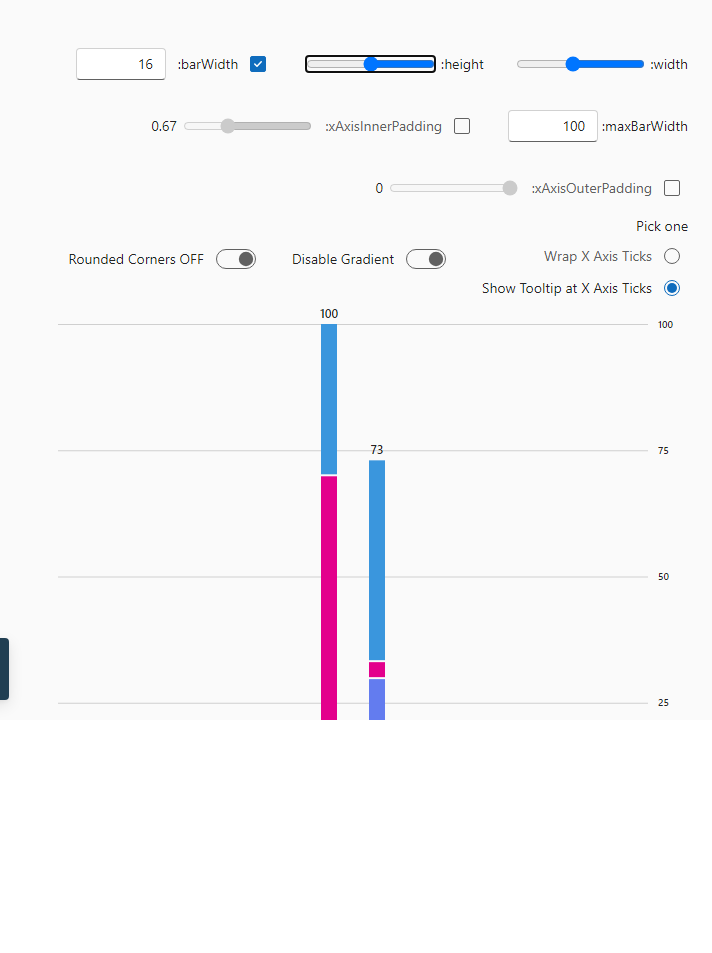 :width
:height
:barWidth 16
:maxBarWidth 100
:xAxisInnerPadding 0.67
:xAxisOuterPadding 0
Pick one
Wrap X Axis Ticks
Show Tooltip at X Axis Ticks
Disable Gradient
Rounded Corners OFF
100
100
73
75
50
25